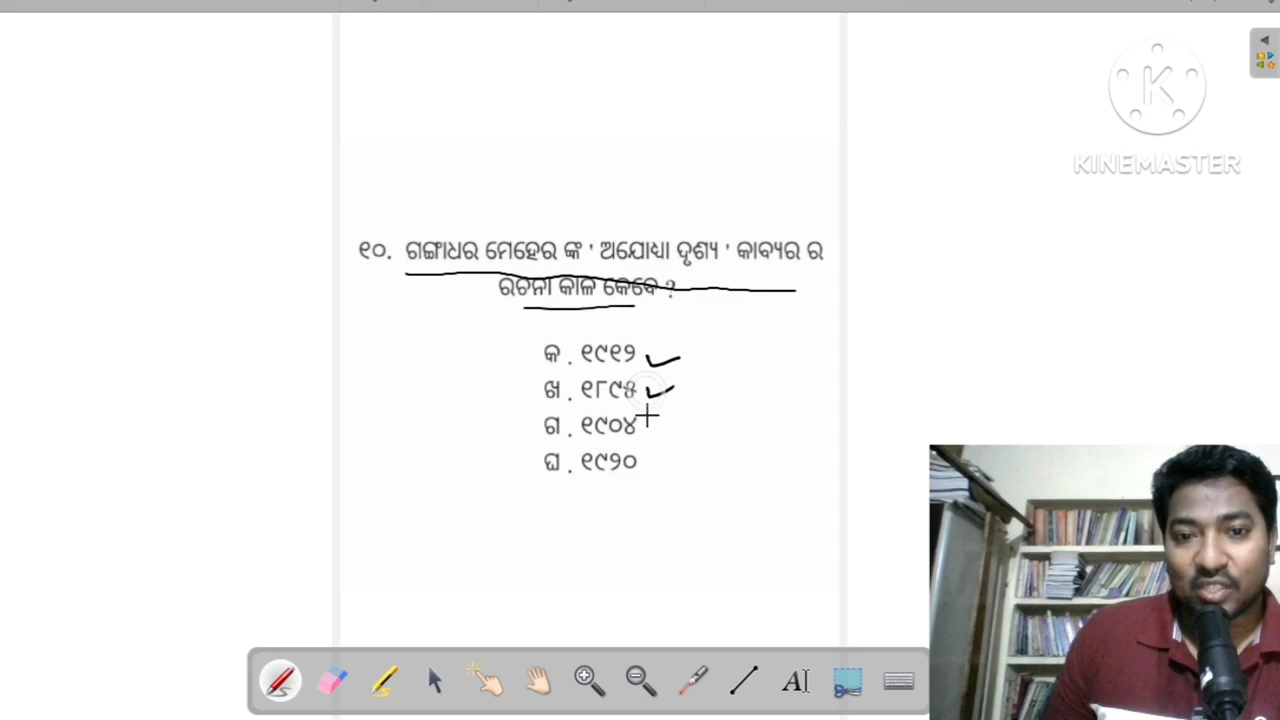 KINEMASTER
୧୦. ଗଙ୍ଗାଧର ମେହେର ଙ୍କ ' ଅଯୋଧ୍ୟା ଦୃଶ୍ୟ ' କାବ୍ୟର ର
ରଚନା କାଳ କେବେ ?
କ . ୧୯୧୨
ଖ . ୧୮୯୫
ଗ . ୧୯୦୪
ଘ . ୧୯୨୦